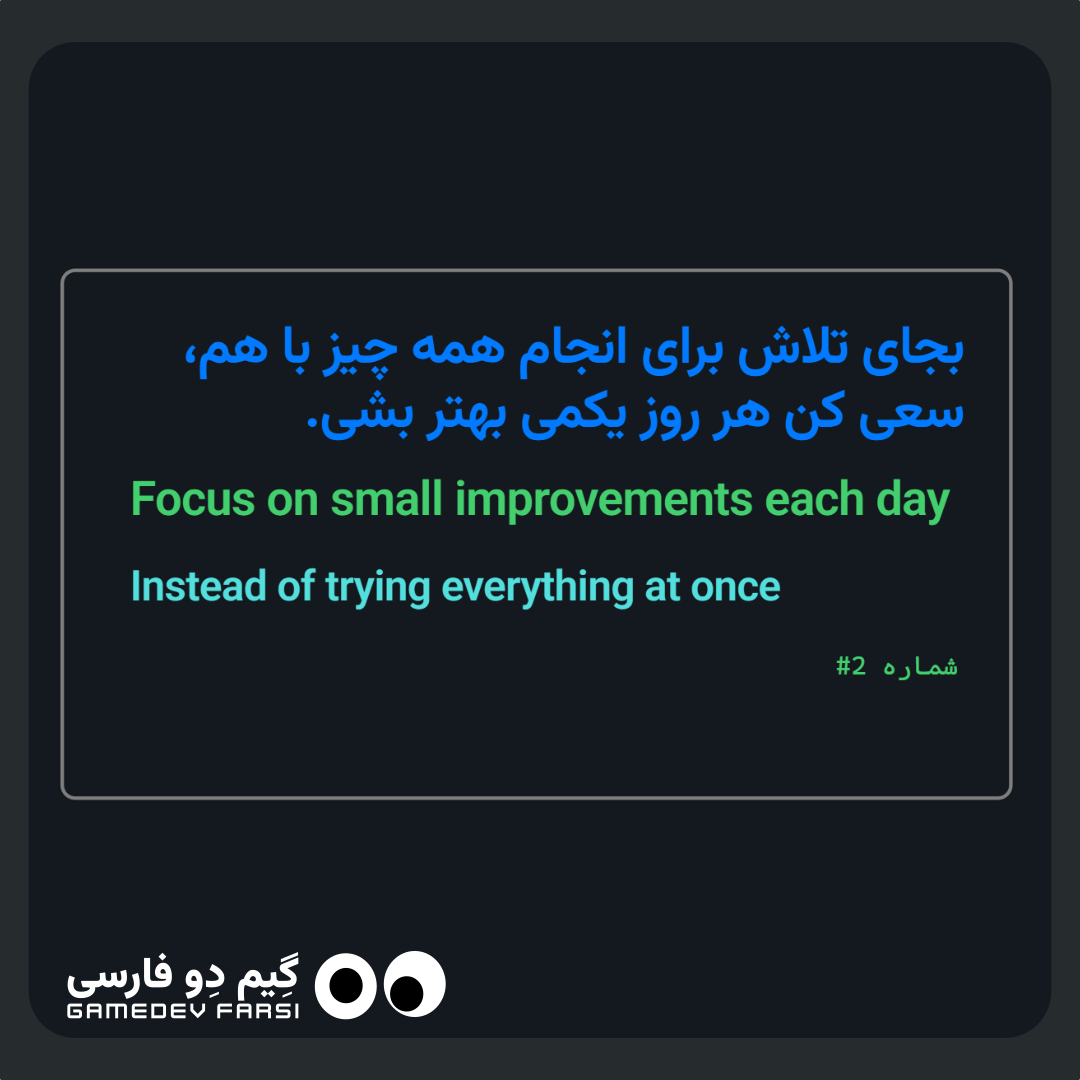 بجای تلاش برای انجام همه چیز با هم،
سعی کن هر روز یکمی بهتر بشی.
Focus on small improvements each day
Instead of trying everything at once
شماره 2#
گِیم دِو فارسی
GAMEDEV FARSI